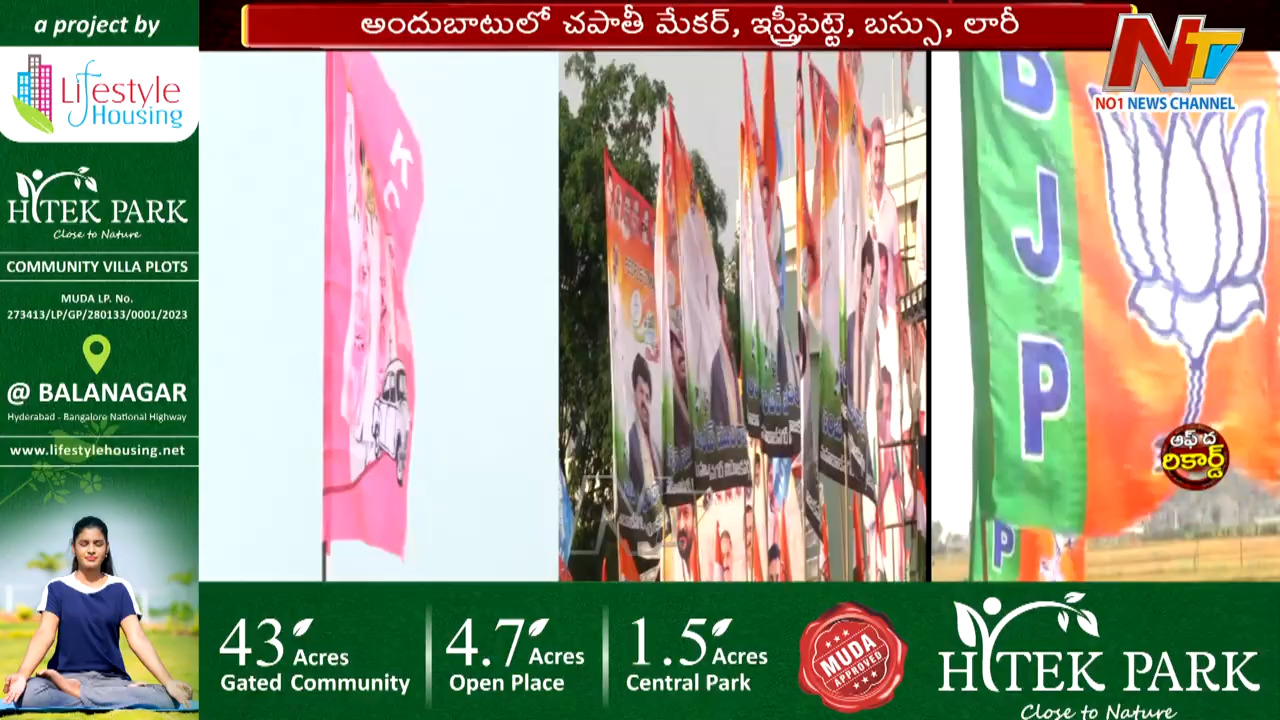 a project by
Lifestyle
Housing
HITEK PARK
Close to Nature
COMMUNITY VILLA PLOTS
MUDA LP. No.
273413/LP/GP/280133/0001/2023
@ BALANAGAR
Hyderabad - Bangalore National Highway
www.lifestylehousing.net
అందుబాటులో చపాతీ మేకర్, ఇస్త్రీపెట్టె, బస్సు, లారీ
NTV
NO1 NEWS CHANNEL
K
C
BJP
P
ఆఫ్ ద
రికార్డ్
43 Acres
Gated Community
4.7 Acres
Open Place
1.5 Acres
Central Park
MUDA
APPROVED
HITEK PARK
Close to Nature